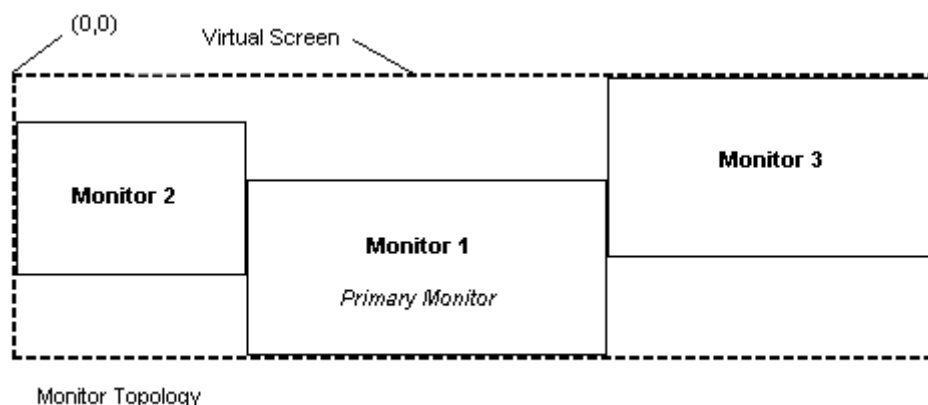 (0,0)
Virtual Screen
Monitor 3
Monitor 2
Monitor 1
Primary Monitor
Monitor Topology